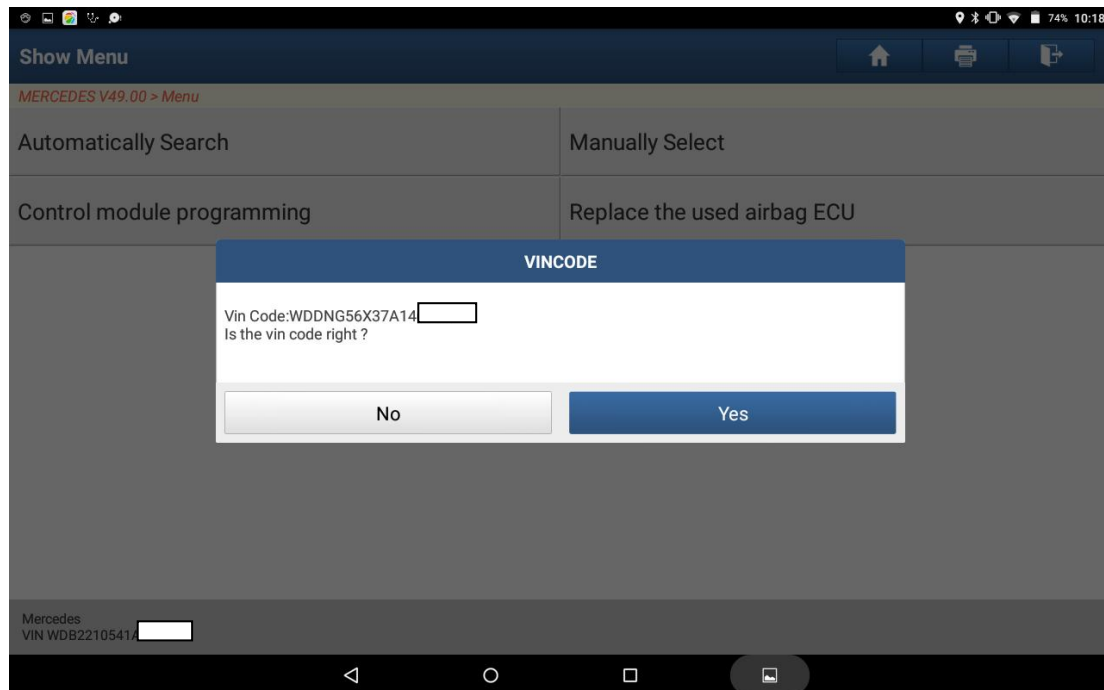 74% 10:18
Show Menu
MERCEDES V49.00 > Menu
Automatically Search
Manually Select
Control module programming
Replace the used airbag ECU
VINCODE
Vin Code:WDDNG56X37A14
Is the vin code right ?
No
Yes
Mercedes
VIN WDB2210541A